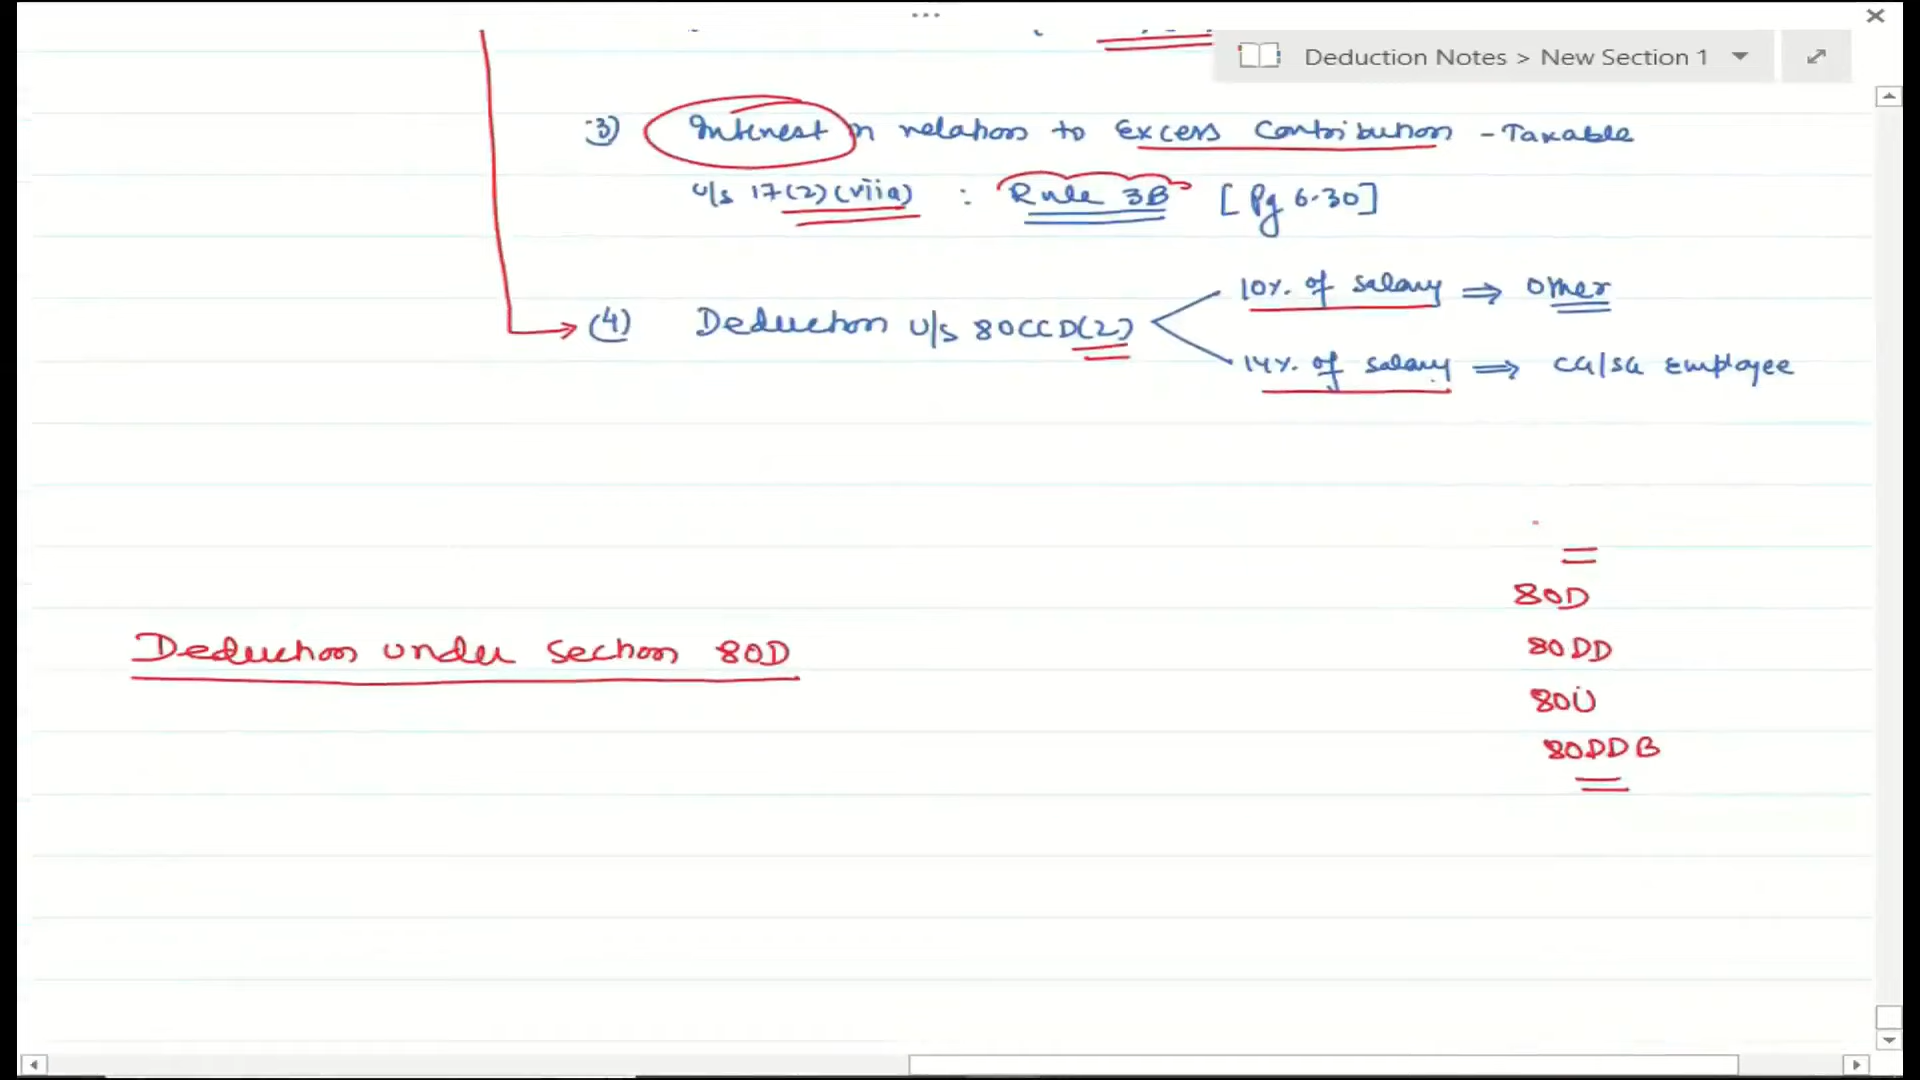 Deduction Notes > New Section 1
3) Interest in relation to Excess Contribution - Taxable
u/s 17(2)(viia) : Rule 3B [Pg 6.30]
10%. of salary ⇒ Other
(4) Deduction U/s 80CCD(2)
14%. of salary ⇒ CG/SG Employee
80D
Deduction under section 80D
80DD
80U
80DDB